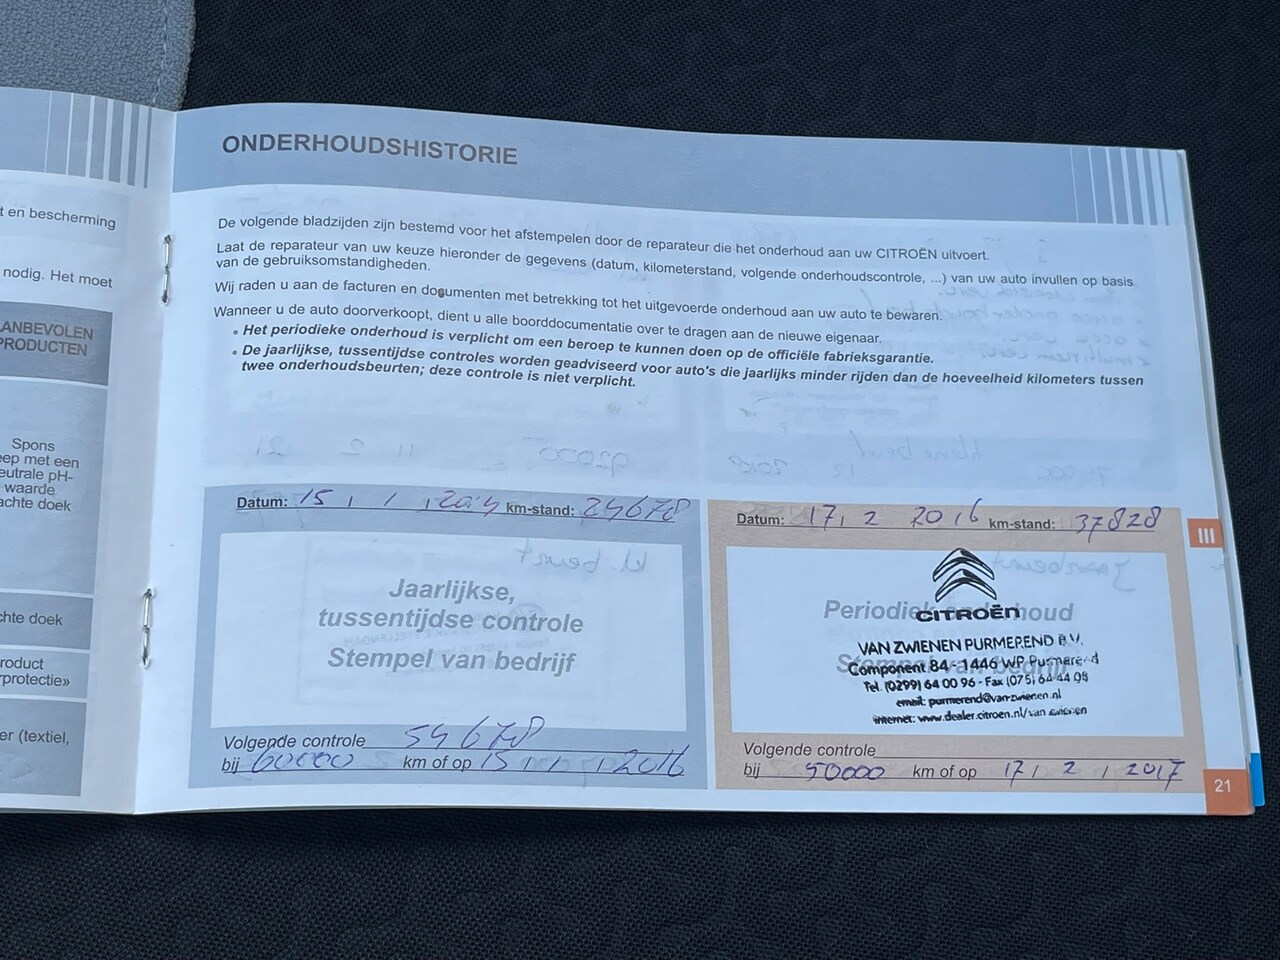 t en bescherming
nodig. Het moet
ANBEVOLEN
PRODUCTEN
Spons
eep met een
eutrale pH-
waarde
achte doek
chte doek
roduct
rprotectie»
er (textiel,
ONDERHOUDSHISTORIE
De volgende bladzijden zijn bestemd voor het afstempelen door de reparateur die het onderhoud aan uw CITROËN uitvoert.
Laat de reparateur van uw keuze hieronder de gegevens (datum, kilometerstand, volgende onderhoudscontrole, ...) van uw auto invullen op basis
van de gebruiksomstandigheden.
Wij raden u aan de facturen en documenten met betrekking tot het uitgevoerde onderhoud aan uw auto te bewaren.
Wanneer u de auto doorverkoopt, dient u alle boorddocumentatie over te dragen aan de nieuwe eigenaar.
• Het periodieke onderhoud is verplicht om een beroep te kunnen doen op de officiële fabrieksgarantie.
• De jaarlijkse, tussentijdse controles worden geadviseerd voor auto's die jaarlijks minder rijden dan de hoeveelheid kilometers tussen
twee onderhoudsbeurten; deze controle is niet verplicht.
Datum: 15 / 1 / km-stand: 24678
Jaarlijkse,
tussentijdse controle
Stempel van bedrijf
Volgende controle 54678
bij 60000 km of op 15 / 1 / 2016
Datum: 17 / 2 2016 km-stand: 37828
CITROËN
Periodiek onderhoud
VAN ZWIENEN PURMEREND B.V.
Component 84 - 1446 WP Purmerend
Stempel van bedrijf
Tel. (0299) 64 00 96 - Fax (075) 64 44 08
email: purmerend@van-zwienen.nl
internet: www.dealer.citroen.nl/van zwienen
Volgende controle
bij 50000 km of op 17 / 2 / 2017
III
21